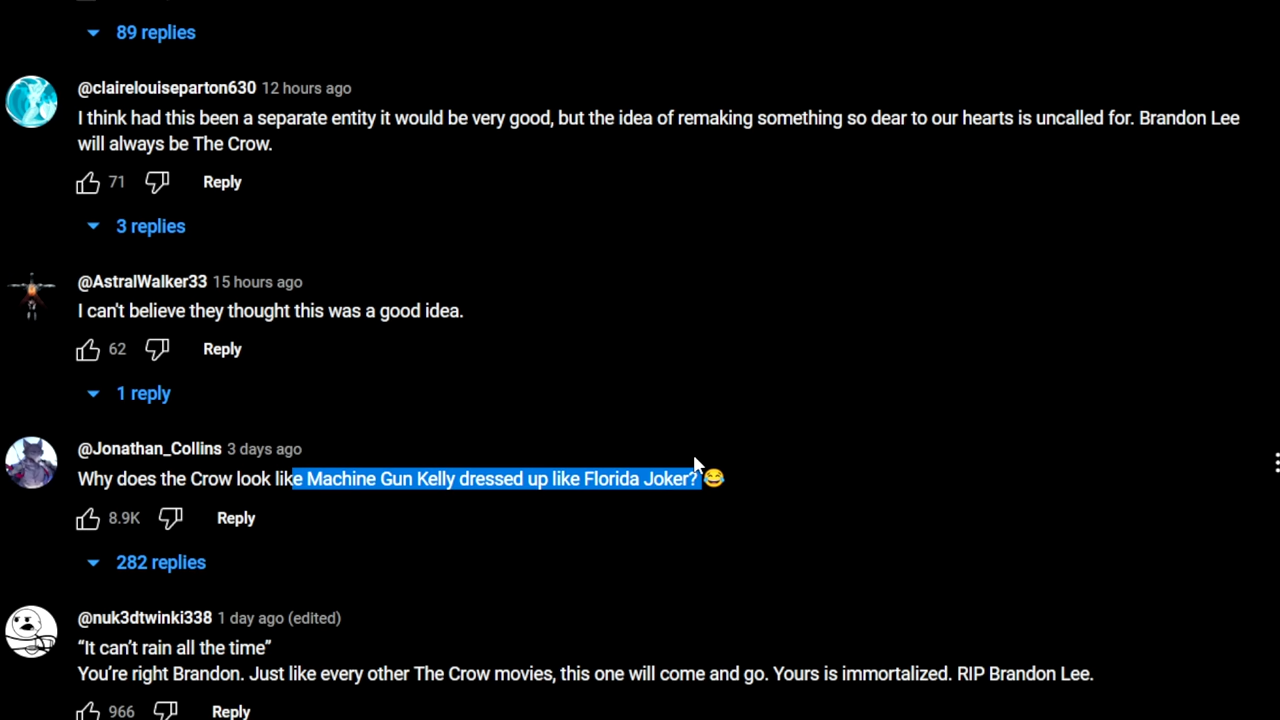 89 replies
@clairelouiseparton630 12 hours ago
I think had this been a separate entity it would be very good, but the idea of remaking something so dear to our hearts is uncalled for. Brandon Lee
will always be The Crow.
71 Reply
3 replies
@AstralWalker33 15 hours ago
I can't believe they thought this was a good idea.
62 Reply
1 reply
@Jonathan_Collins 3 days ago
Why does the Crow look like Machine Gun Kelly dressed up like Florida Joker? 😂
8.9K Reply
282 replies
@nuk3dtwinki338 1 day ago (edited)
“It can’t rain all the time”
You’re right Brandon. Just like every other The Crow movies, this one will come and go. Yours is immortalized. RIP Brandon Lee.
966 Reply